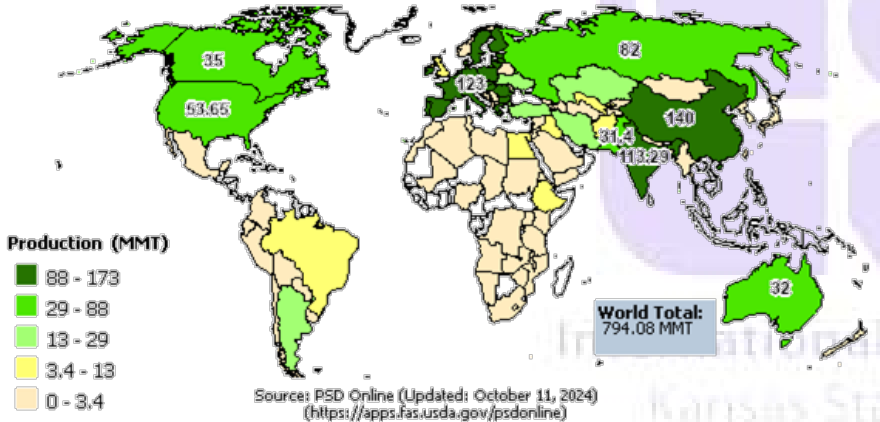 35
82
53.65
123
140
31.4
113.29
32
Production (MMT)
88 - 173
29 - 88
13 - 29
3.4 - 13
0 - 3.4
World Total:
794.08 MMT
Source: PSD Online (Updated: October 11, 2024)
(https://apps.fas.usda.gov/psdonline)